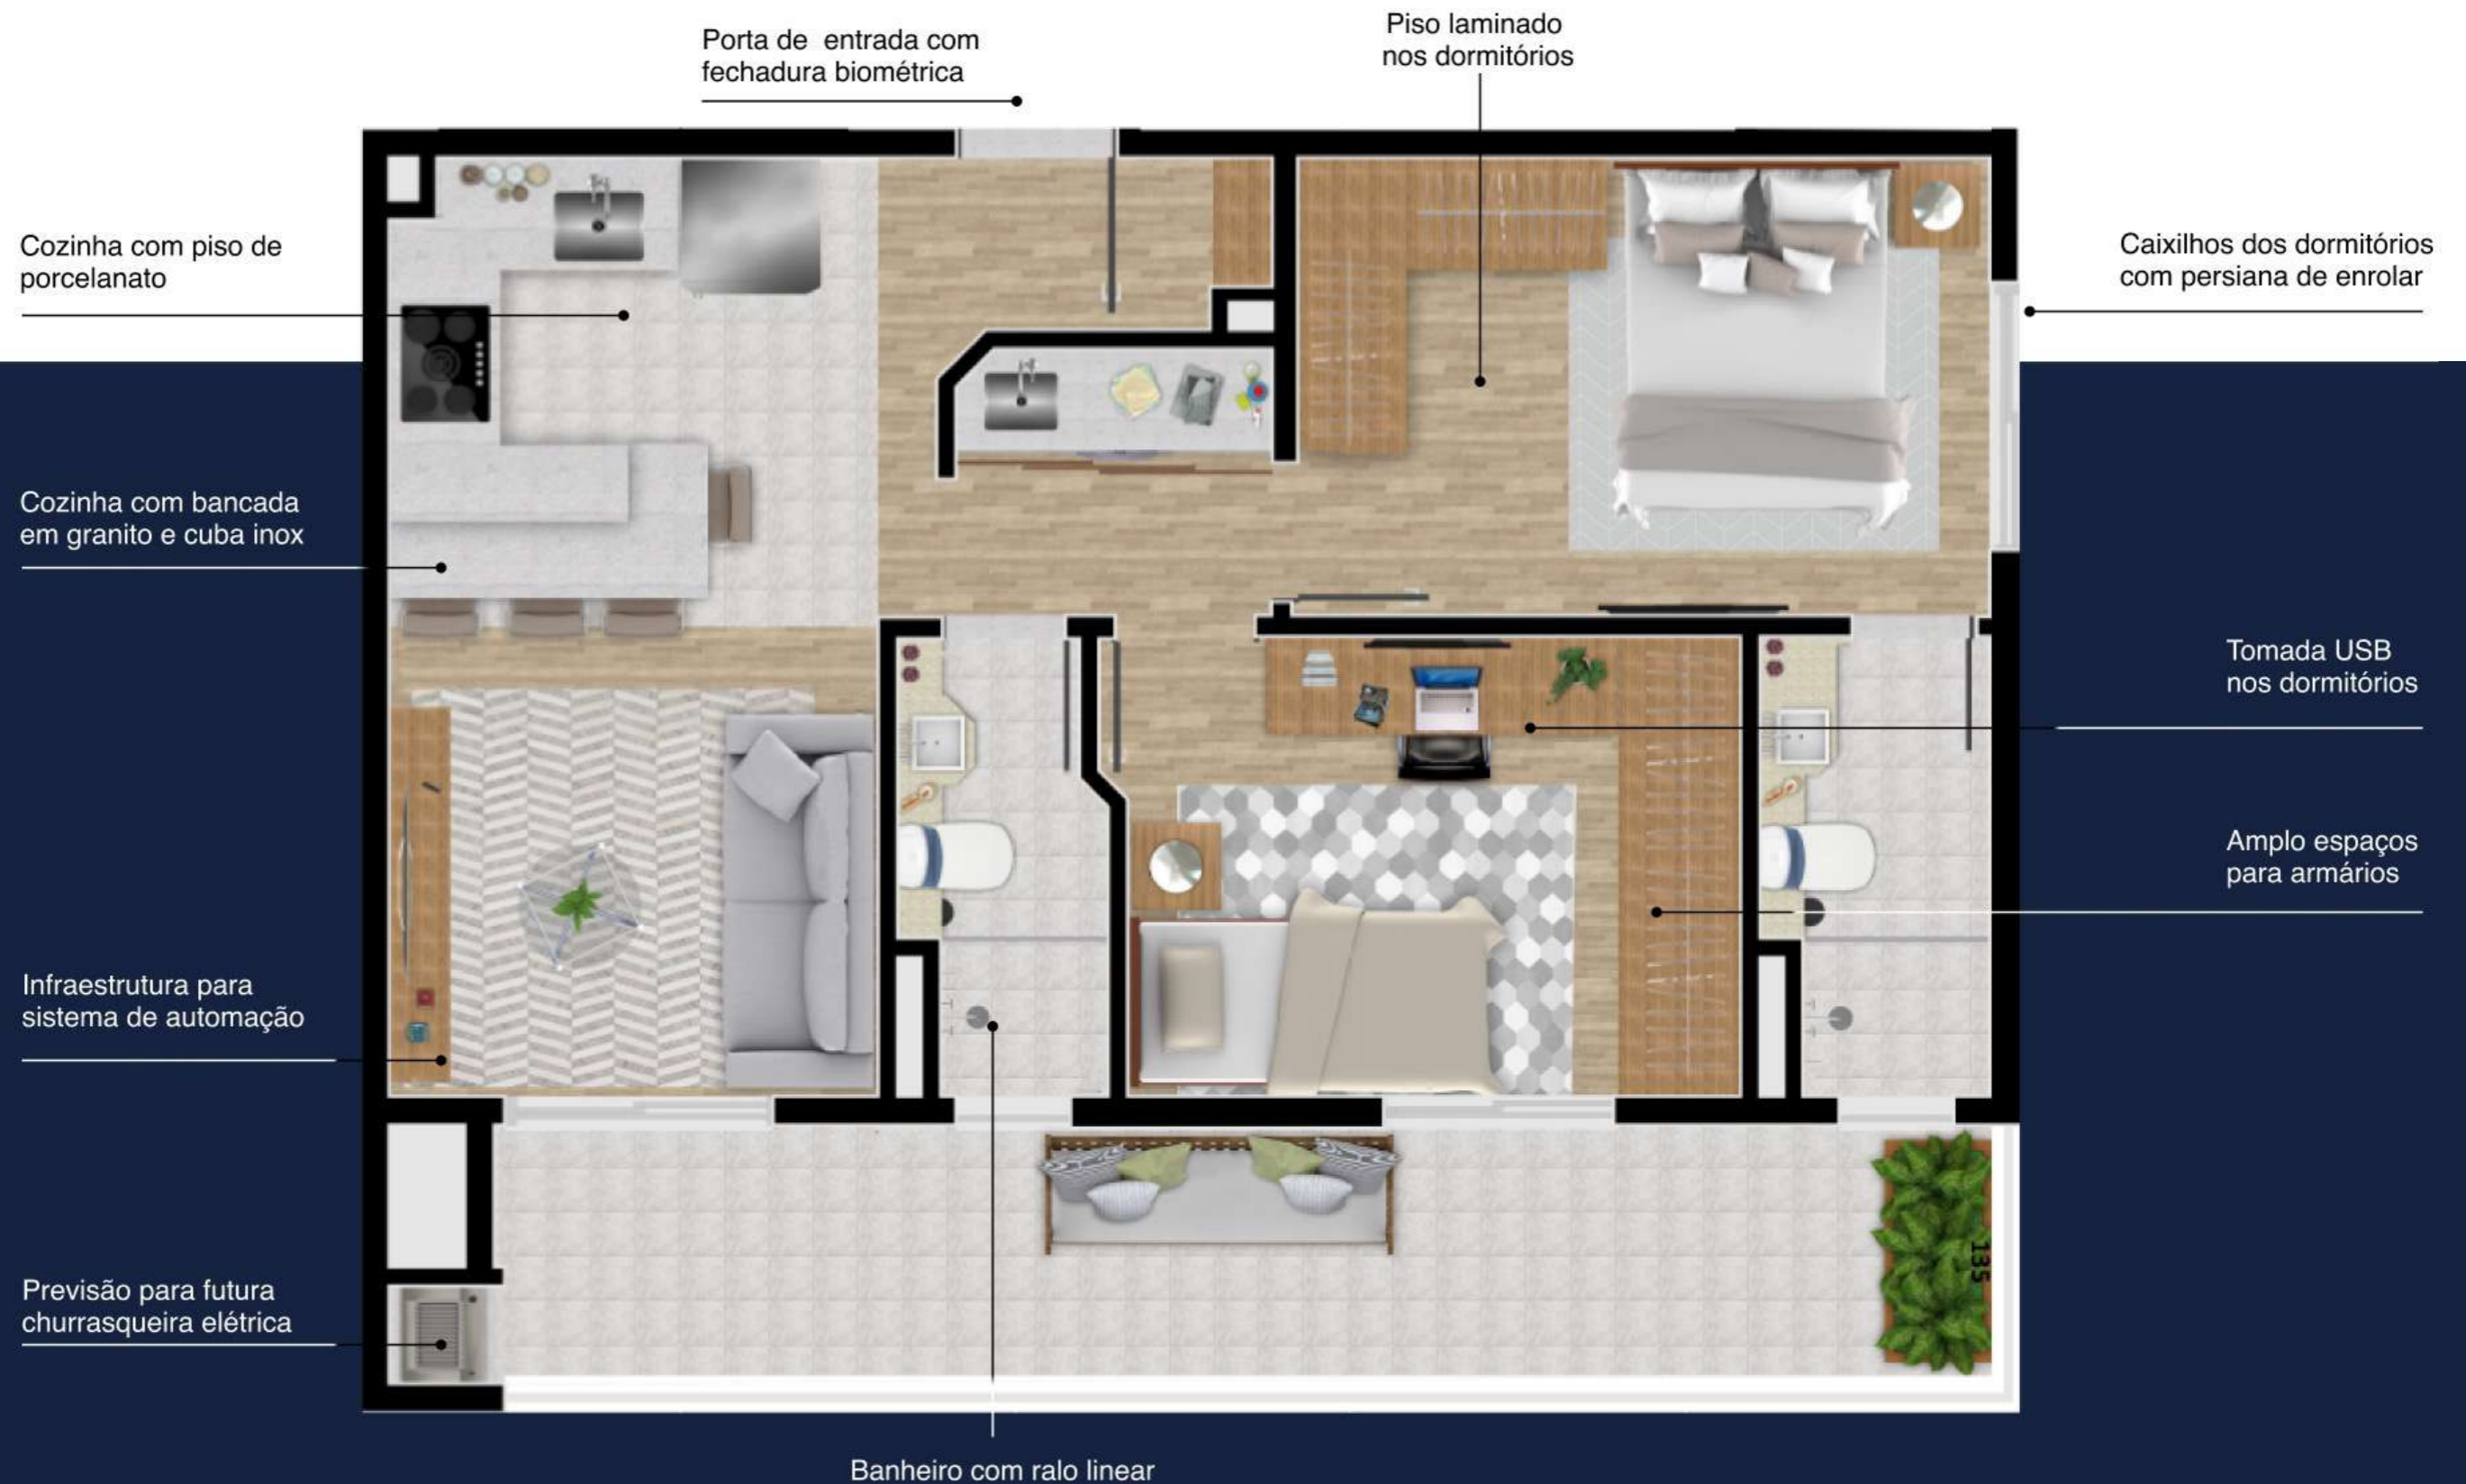 Porta de entrada com
fechadura biométrica
Piso laminado
nos dormitórios
Cozinha com piso de
porcelanato
Caixilhos dos dormitórios
com persiana de enrolar
Cozinha com bancada
em granito e cuba inox
Tomada USB
nos dormitórios
Amplo espaços
para armários
Infraestrutura para
sistema de automação
135
Previsão para futura
churrasqueira elétrica
Banheiro com ralo linear